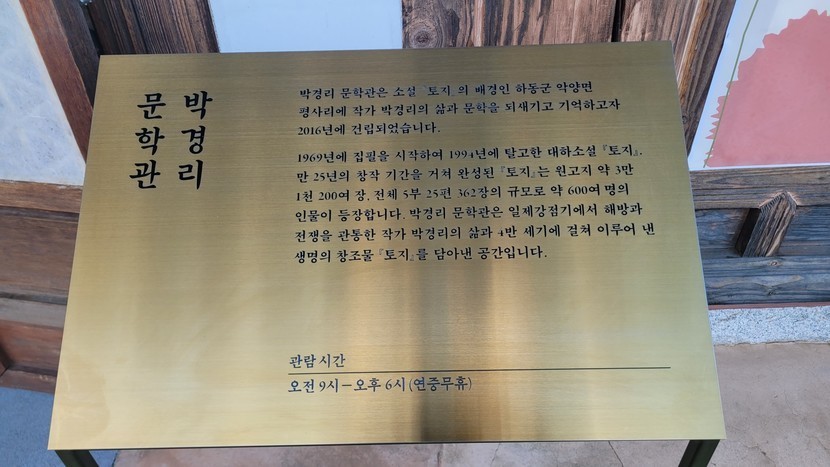 박경리
문학관
박경리 문학관은 소설 『토지』의 배경인 하동군 악양면
평사리에 작가 박경리의 삶과 문학을 되새기고 기억하고자
2016년에 건립되었습니다.
1969년에 집필을 시작하여 1994년에 탈고한 대하소설 『토지』.
만 25년의 창작 기간을 거쳐 완성된 『토지』는 원고지 약 3만
1천 200여 장, 전체 5부 25편 362장의 규모로 약 600여 명의
인물이 등장합니다. 박경리 문학관은 일제강점기에서 해방과
전쟁을 관통한 작가 박경리의 삶과 4반 세기에 걸쳐 이루어 낸
생명의 창조물 『토지』를 담아낸 공간입니다.
관람 시간
오전 9시 – 오후 6시 (연중무휴)